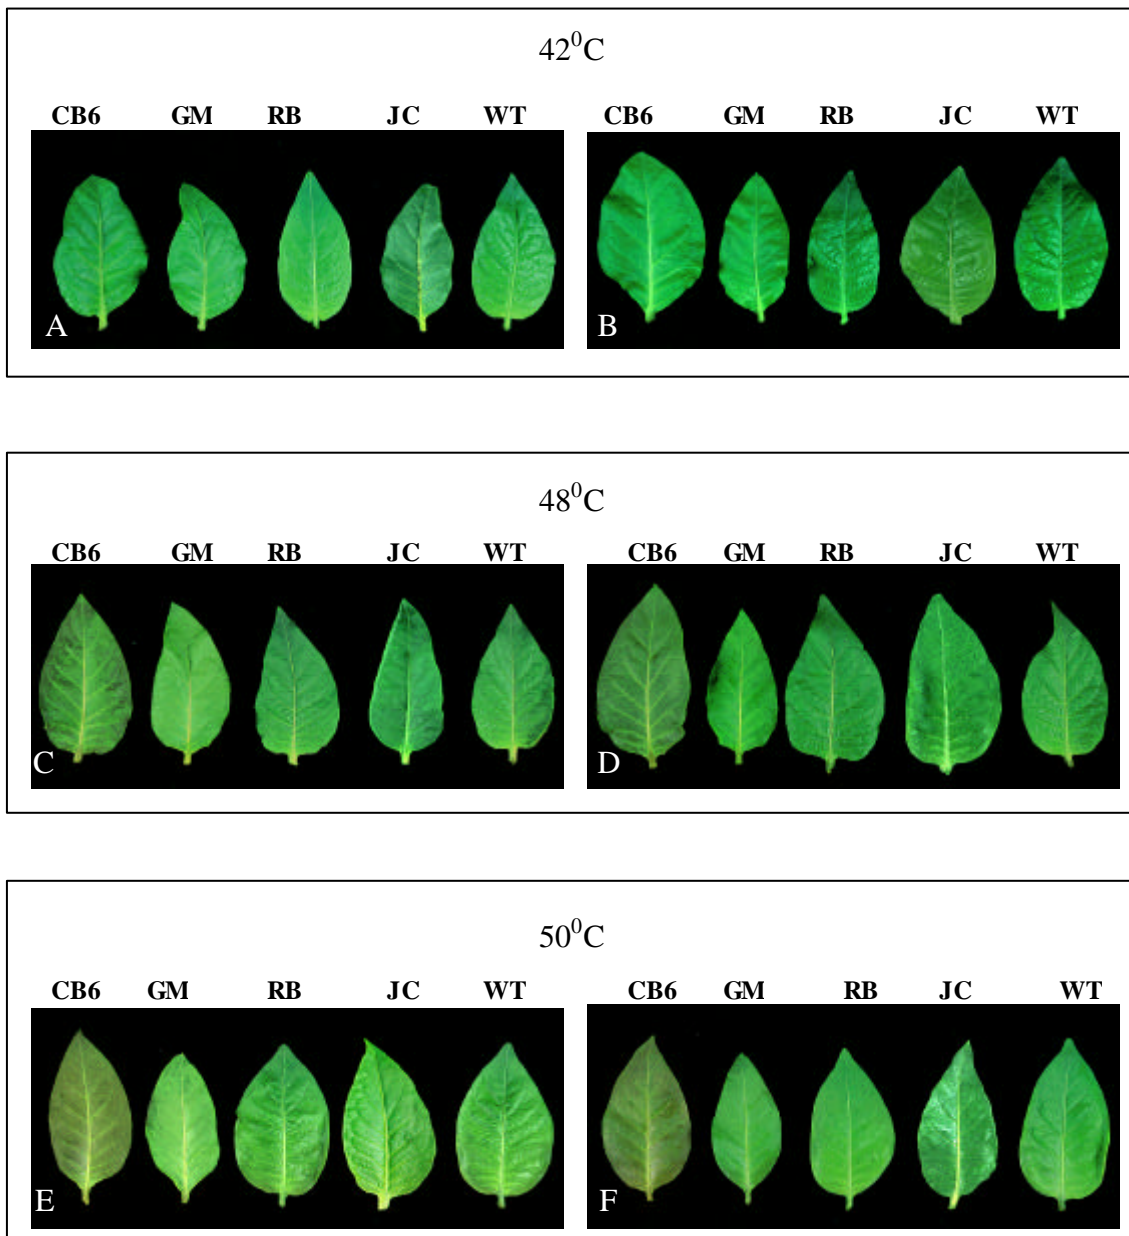 42⁰C
CB6 GM RB JC WT CB6 GM RB JC WT
A B
48⁰C
CB6 GM RB JC WT CB6 GM RB JC WT
C D
50⁰C
CB6 GM RB JC WT CB6 GM RB JC WT
E F